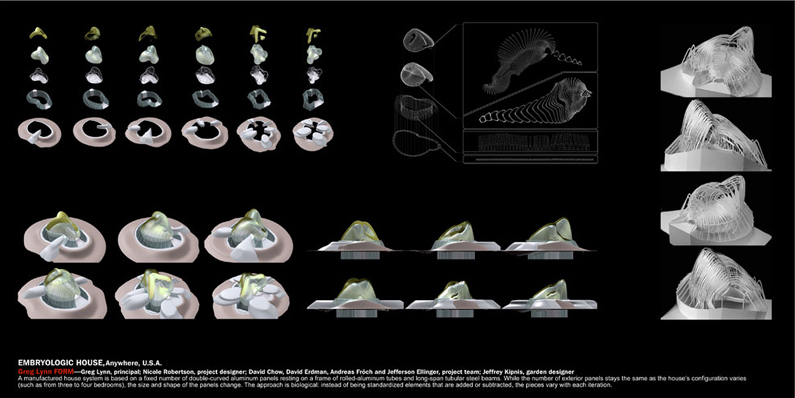 EMBRYOLOGIC HOUSE, Anywhere, U.S.A.
Greg Lynn FORM—Greg Lynn, principal; Nicole Robertson, project designer; David Chow, David Erdman, Andreas Fröch and Jefferson Ellinger, project team; Jeffrey Kipnis, garden designer
A manufactured house system is based on a fixed number of double-curved aluminum panels resting on a frame of rolled-aluminum tubes and long-span tubular steel beams. While the number of exterior panels stays the same as the house's configuration varies
(such as from three to four bedrooms), the size and shape of the panels change. The approach is biological: instead of being standardized elements that are added or subtracted, the pieces vary with each iteration.